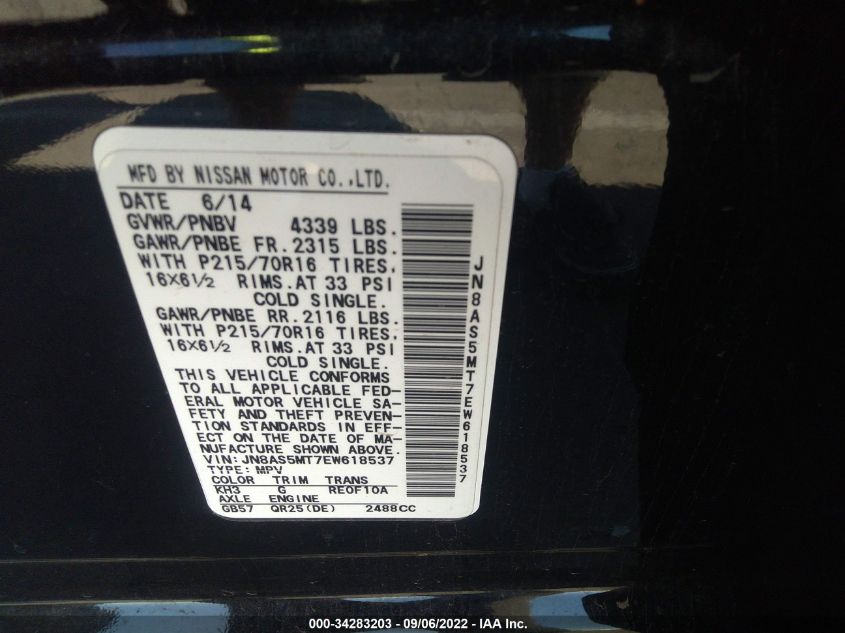 MFD BY NISSAN MOTOR CO.,LTD.
DATE 6/14
GVWR/PNBV 4339 LBS.
GAWR/PNBE FR.2315 LBS.
WITH P215/70R16 TIRES,
16X6½ RIMS.AT 33 PSI
COLD SINGLE.
GAWR/PNBE RR.2116 LBS.
WITH P215/70R16 TIRES,
16X6½ RIMS.AT 33 PSI
COLD SINGLE.
THIS VEHICLE CONFORMS
TO ALL APPLICABLE FED-
ERAL MOTOR VEHICLE SA-
FETY AND THEFT PREVEN-
TION STANDARDS IN EFF-
ECT ON THE DATE OF MA-
NUFACTURE SHOWN ABOVE.
VIN: JN8AS5MT7EW618537
TYPE: MPV
COLOR TRIM TRANS
KH3 G RE0F10A
AXLE ENGINE
GB57 QR25(DE) 2488CC
JN8AS5MT7EW618537
000-34283203 - 09/06/2022 - IAA Inc.